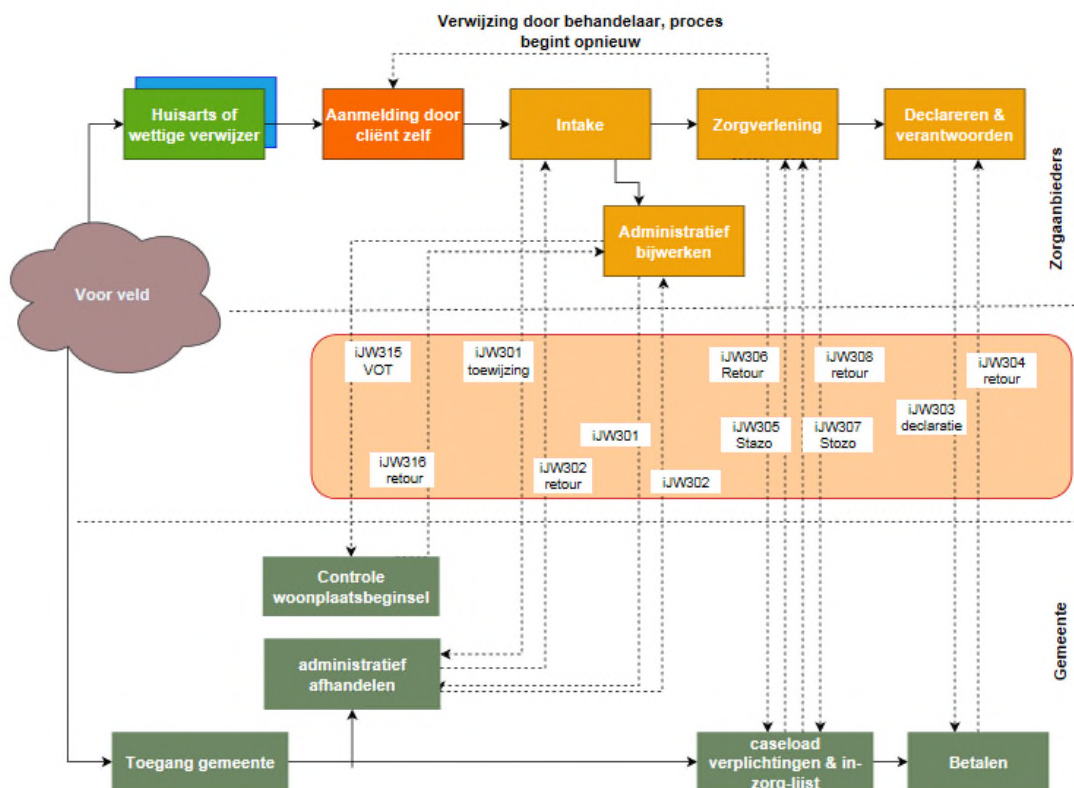 Verwijzing door behandelaar, proces
begint opnieuw
Huisarts of
wettige verwijzer
Aanmelding door
cliënt zelf
Intake
Zorgverlening
Declareren &
verantwoorden
Zorgaanbieders
Administratief
bijwerken
Voor veld
iJW315
VOT
iJW301
toewijzing
iJW306
Retour
iJW308
retour
iJW304
retour
iJW303
declaratie
iJW305
Stazo
iJW307
Stozo
iJW301
iJW316
retour
iJW302
retour
iJW302
Controle
woonplaatsbeginsel
Gemeente
administratief
afhandelen
Toegang gemeente
caseload
verplichtingen & in-
zorg-lijst
Betalen